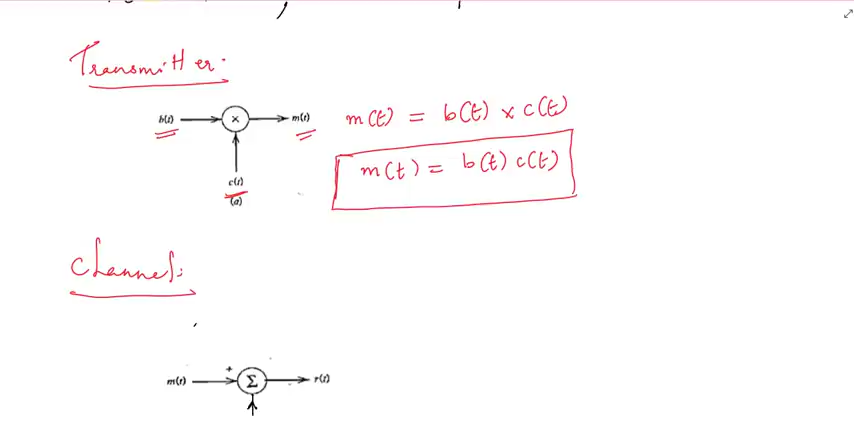 Transmitter.
b(t) × m(t)
m(t) = b(t) × c(t)
m(t) = b(t) c(t)
c(t)
(a)
Channel:
m(t) + Σ r(t)